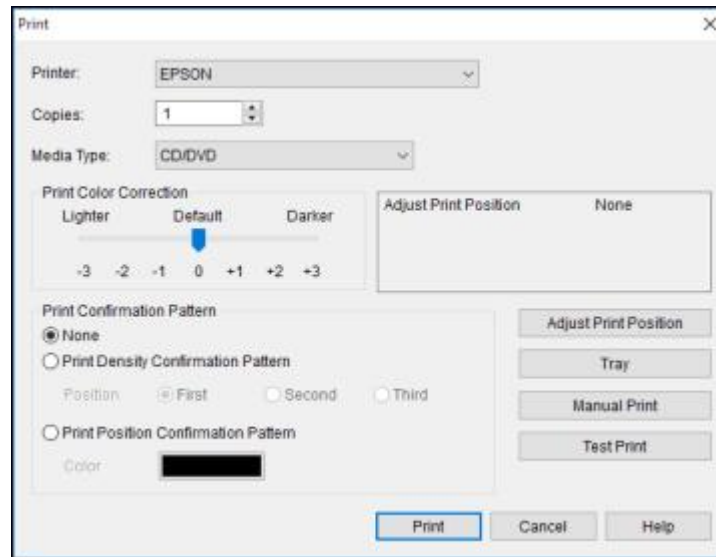 Print
Printer: EPSON
Copies: 1
Media Type: CD/DVD
Print Color Correction
Lighter Default Darker
-3 -2 -1 0 +1 +2 +3
Adjust Print Position None
Print Confirmation Pattern
None
Print Density Confirmation Pattern
Position First Second Third
Print Position Confirmation Pattern
Color
Adjust Print Position
Tray
Manual Print
Test Print
Print Cancel Help